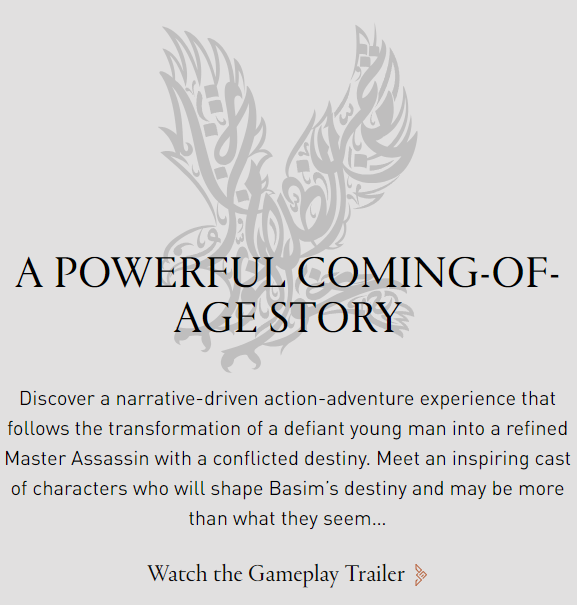 A POWERFUL COMING-OF-
AGE STORY
Discover a narrative-driven action-adventure experience that
follows the transformation of a defiant young man into a refined
Master Assassin with a conflicted destiny. Meet an inspiring cast
of characters who will shape Basim's destiny and may be more
than what they seem...
Watch the Gameplay Trailer